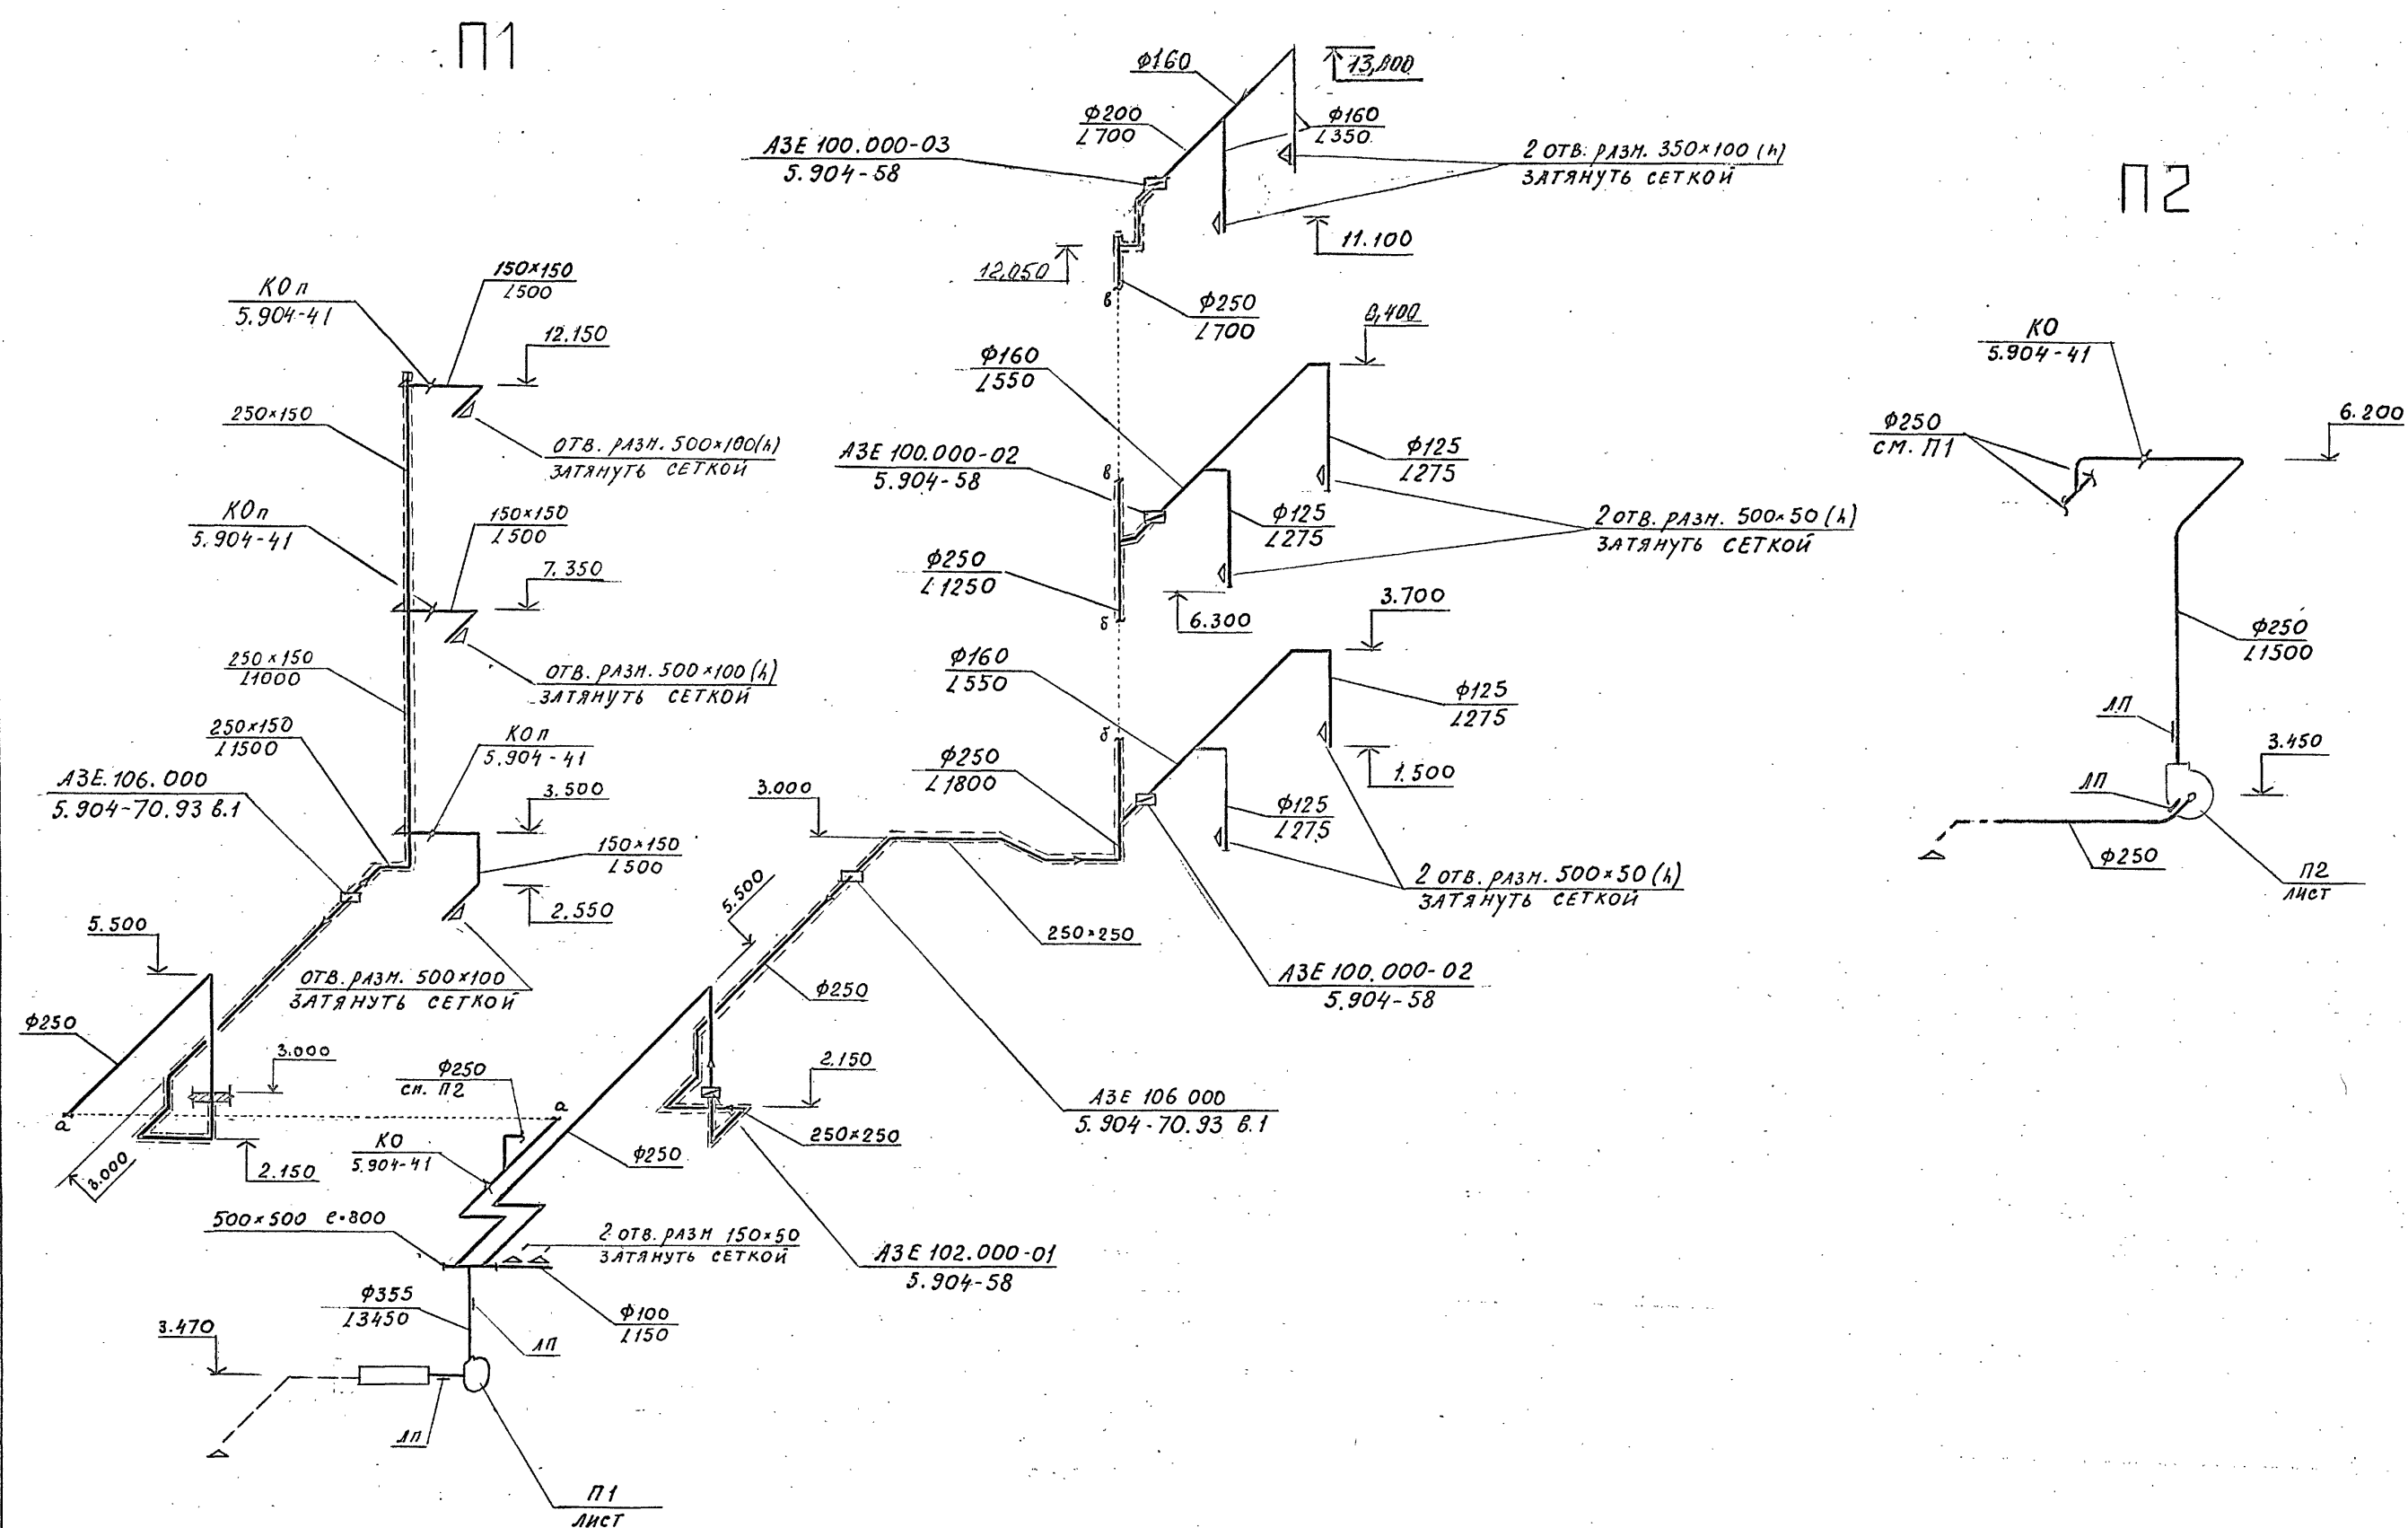 П1
П2
КОп
5.904-41
150×150
L500
12.150
250×150
ОТВ. РАЗМ. 500×100(h)
ЗАТЯНУТЬ СЕТКОЙ
КОп
5.904-41
150×150
L500
7.350
250×150
L1000
ОТВ. РАЗМ. 500×100(h)
ЗАТЯНУТЬ СЕТКОЙ
250×150
L1500
КОп
5.904-41
АЗЕ.106.000
5.904-70.93 в.1
3.500
150×150
L500
2.550
ОТВ. РАЗМ. 500×100
ЗАТЯНУТЬ СЕТКОЙ
5.500
ф250
3.000
а
3.000
2.150
ф250
см. П2
а
КО
5.904-41
ф250
500×500 е=800
2 ОТВ. РАЗМ 150×50
ЗАТЯНУТЬ СЕТКОЙ
ф355
L3450
ф100
L150
ЛП
3.470
ЛП
П1
ЛИСТ
ф160
13,800
ф200
L700
ф160
L350
АЗЕ 100.000-03
5.904-58
2 ОТВ. РАЗМ. 350×100 (h)
ЗАТЯНУТЬ СЕТКОЙ
11.100
12,050
в
ф250
L700
ф160
L550
АЗЕ 100.000-02
5.904-58
в
ф125
L275
ф125
L275
2 ОТВ. РАЗМ. 500×50 (h)
ЗАТЯНУТЬ СЕТКОЙ
ф250
L1250
б
6.300
3.700
ф160
L550
ф125
L275
б
ф250
L1800
1.500
ф125
L275
3.000
2 ОТВ. РАЗМ. 500×50 (h)
ЗАТЯНУТЬ СЕТКОЙ
5.500
250×250
ф250
АЗЕ 100.000-02
5.904-58
2.150
АЗЕ 106 000
5.904-70.93 в.1
250×250
АЗЕ 102.000-01
5.904-58
КО
5.904-41
ф250
СМ. П1
6.200
ф250
L1500
ЛП
3.450
ЛП
ф250
П2
ЛИСТ